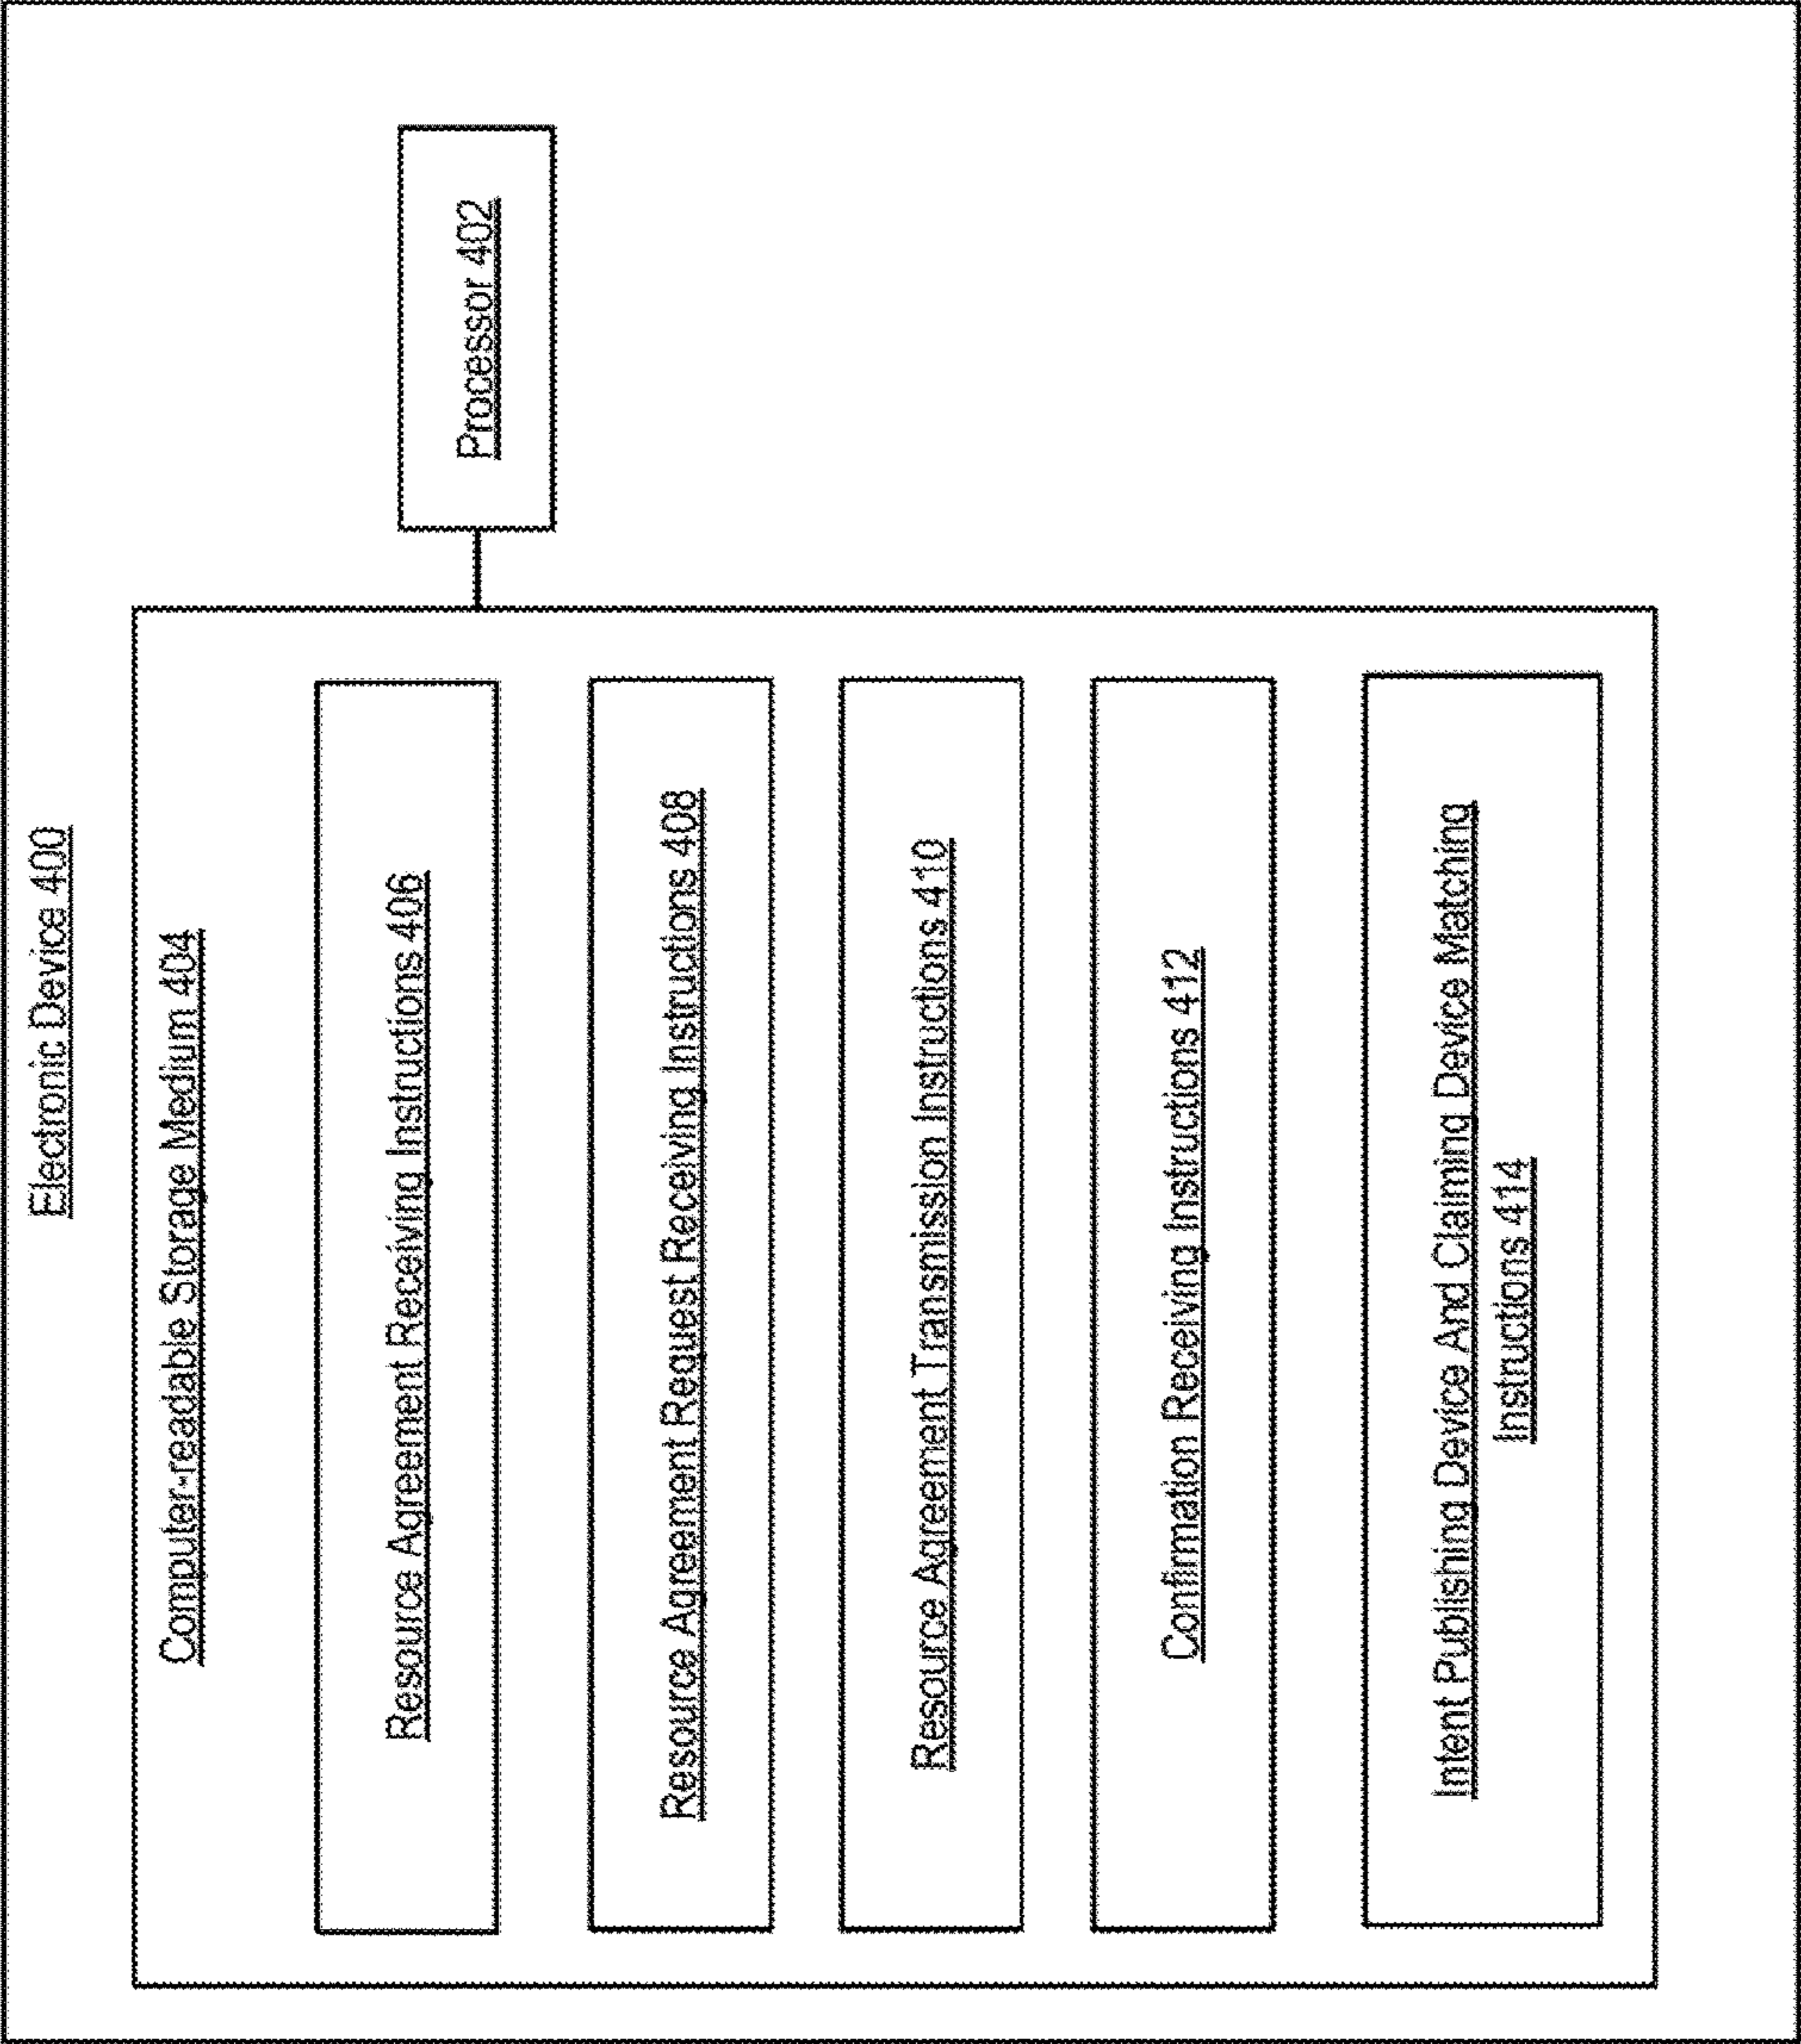 Electronic Device 400
Computer-readable Storage Medium 404
Resource Agreement Receiving Instructions 406
Resource Agreement Request Receiving Instructions 408
Resource Agreement Transmission Instructions 410
Confirmation Receiving Instructions 412
Intent Publishing Device And Claiming Device Matching
Instructions 414
Processor 402